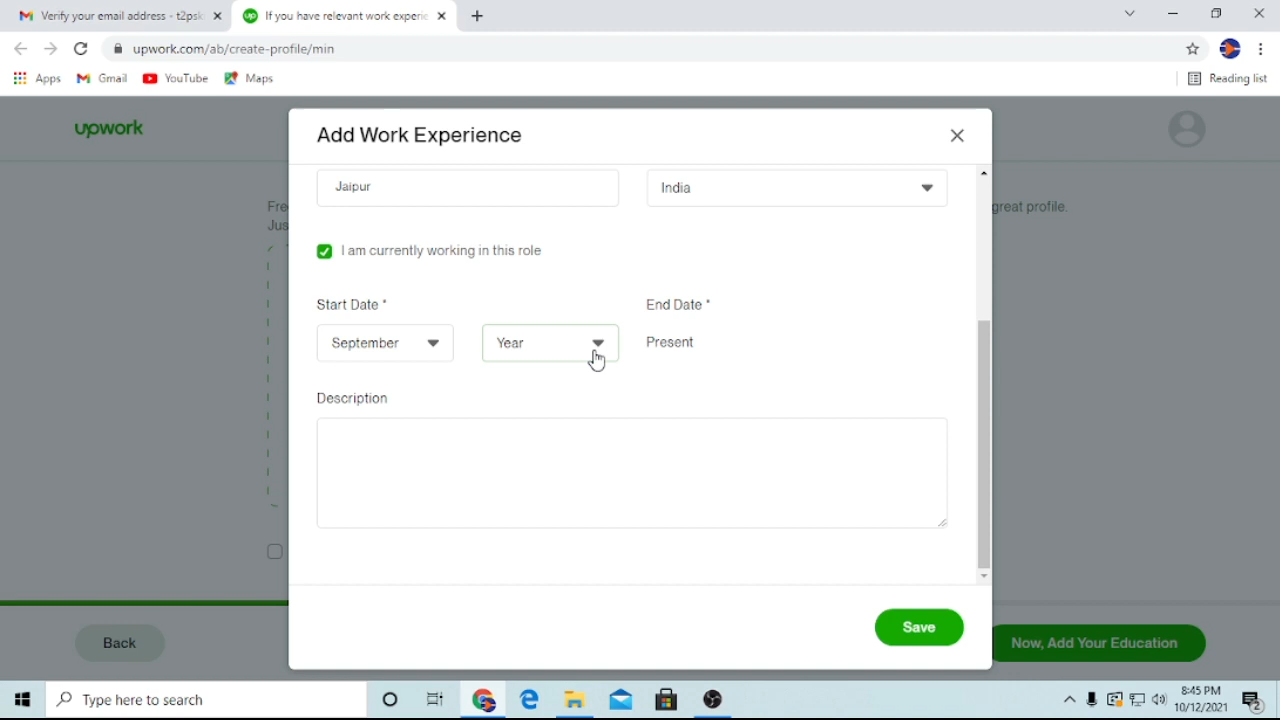 Verify your email address - t2psk
If you have relevant work experie
upwork.com/ab/create-profile/min
Apps
Gmail
YouTube
Maps
Reading list
upwork
Add Work Experience
Fre
great profile.
Jus
Jaipur
India
I am currently working in this role
Start Date *
End Date *
September
Year
Present
Description
Save
Back
Now, Add Your Education
Type here to search
8:45 PM
10/12/2021
2